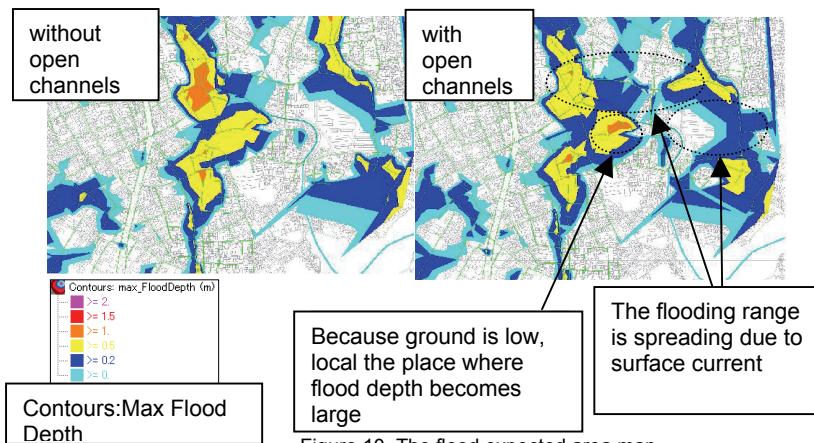 without
open
channels
with
open
channels
Contours: max_FloodDepth (m)
>= 2.
>= 1.5
>= 1.
>= 0.5
>= 0.2
>= 0.
Contours:Max Flood
Depth
Because ground is low,
local the place where
flood depth becomes
large
The flooding range
is spreading due to
surface current
Figure 10 The flood expected area map